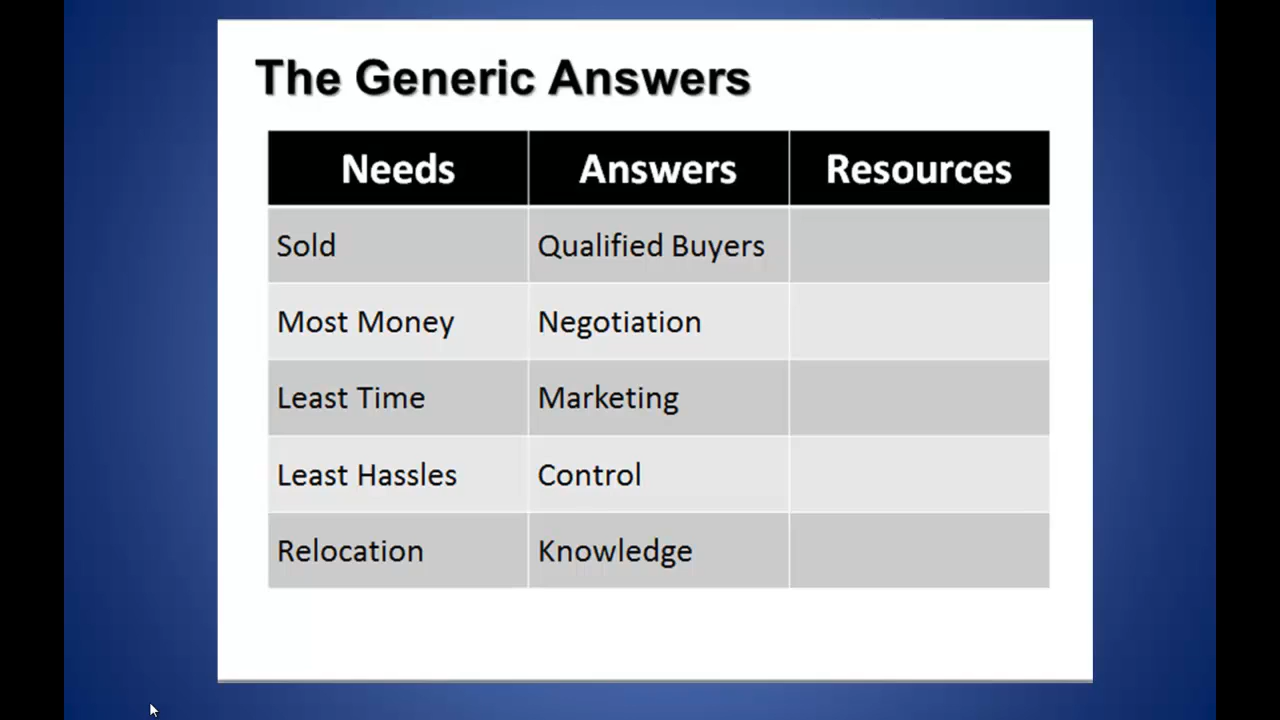 The Generic Answers
Needs Answers Resources
Sold Qualified Buyers
Most Money Negotiation
Least Time Marketing
Least Hassles Control
Relocation Knowledge